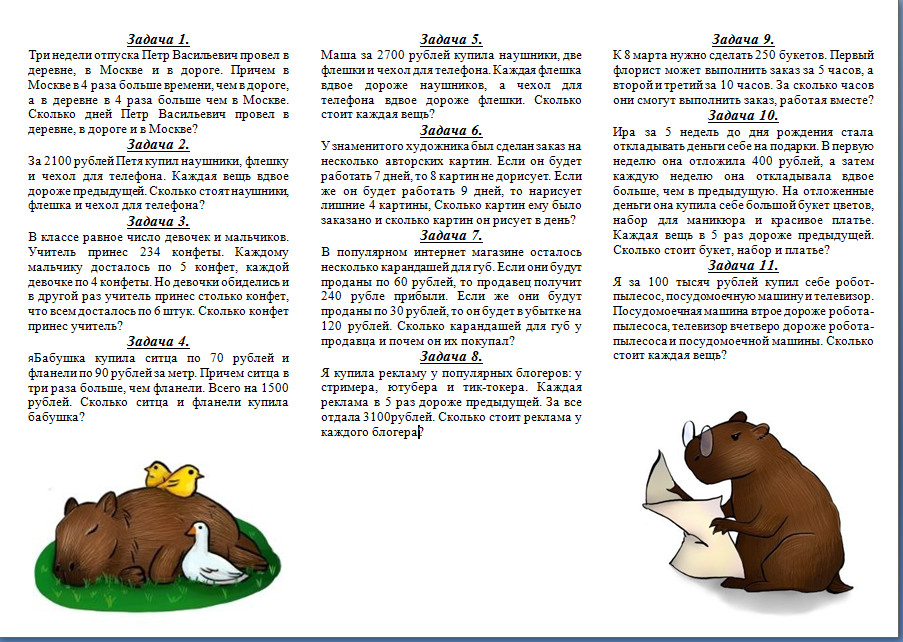 Задача 1.
Три недели отпуска Петр Васильевич провел в
деревне, в Москве и в дороге. Причем в
Москве в 4 раза больше времени, чем в дороге,
а в деревне в 4 раза больше чем в Москве.
Сколько дней Петр Васильевич провел в
деревне, в дороге и в Москве?
Задача 2.
За 2100 рублей Петя купил наушники, флешку
и чехол для телефона. Каждая вещь вдвое
дороже предыдущей. Сколько стоят наушники,
флешка и чехол для телефона?
Задача 3.
В классе равное число девочек и мальчиков.
Учитель принес 234 конфеты. Каждому
мальчику досталось по 5 конфет, каждой
девочке по 4 конфеты. Но девочки обиделись и
в другой раз учитель принес столько конфет,
что всем досталось по 6 штук. Сколько конфет
принес учитель?
Задача 4.
яБабушка купила ситца по 70 рублей и
фланели по 90 рублей за метр. Причем ситца в
три раза больше, чем фланели. Всего на 1500
рублей. Сколько ситца и фланели купила
бабушка?
Задача 5.
Маша за 2700 рублей купила наушники, две
флешки и чехол для телефона. Каждая флешка
вдвое дороже наушников, а чехол для
телефона вдвое дороже флешки. Сколько
стоит каждая вещь?
Задача 6.
У знаменитого художника был сделан заказ на
несколько авторских картин. Если он будет
работать 7 дней, то 8 картин не дорисует. Если
же он будет работать 9 дней, то нарисует
лишние 4 картины, Сколько картин ему было
заказано и сколько картин он рисует в день?
Задача 7.
В популярном интернет магазине осталось
несколько карандашей для губ. Если они будут
проданы по 60 рублей, то продавец получит
240 рубле прибыли. Если же они будут
проданы по 30 рублей, то он будет в убытке на
120 рублей. Сколько карандашей для губ у
продавца и почем он их покупал?
Задача 8.
Я купила рекламу у популярных блогеров: у
стримера, ютубера и тик-токера. Каждая
реклама в 5 раз дороже предыдущей. За все
отдала 3100рублей. Сколько стоит реклама у
каждого блогера?
Задача 9.
К 8 марта нужно сделать 250 букетов. Первый
флорист может выполнить заказ за 5 часов, а
второй и третий за 10 часов. За сколько часов
они смогут выполнить заказ, работая вместе?
Задача 10.
Ира за 5 недель до дня рождения стала
откладывать деньги себе на подарки. В первую
неделю она отложила 400 рублей, а затем
каждую неделю она откладывала вдвое
больше, чем в предыдущую. На отложенные
деньги она купила себе большой букет цветов,
набор для маникюра и красивое платье.
Каждая вещь в 5 раз дороже предыдущей.
Сколько стоит букет, набор и платье?
Задача 11.
Я за 100 тысяч рублей купил себе робот-
пылесос, посудомоечную машину и телевизор.
Посудомоечная машина втрое дороже робота-
пылесоса, телевизор вчетверо дороже робота-
пылесоса и посудомоечной машины. Сколько
стоит каждая вещь?